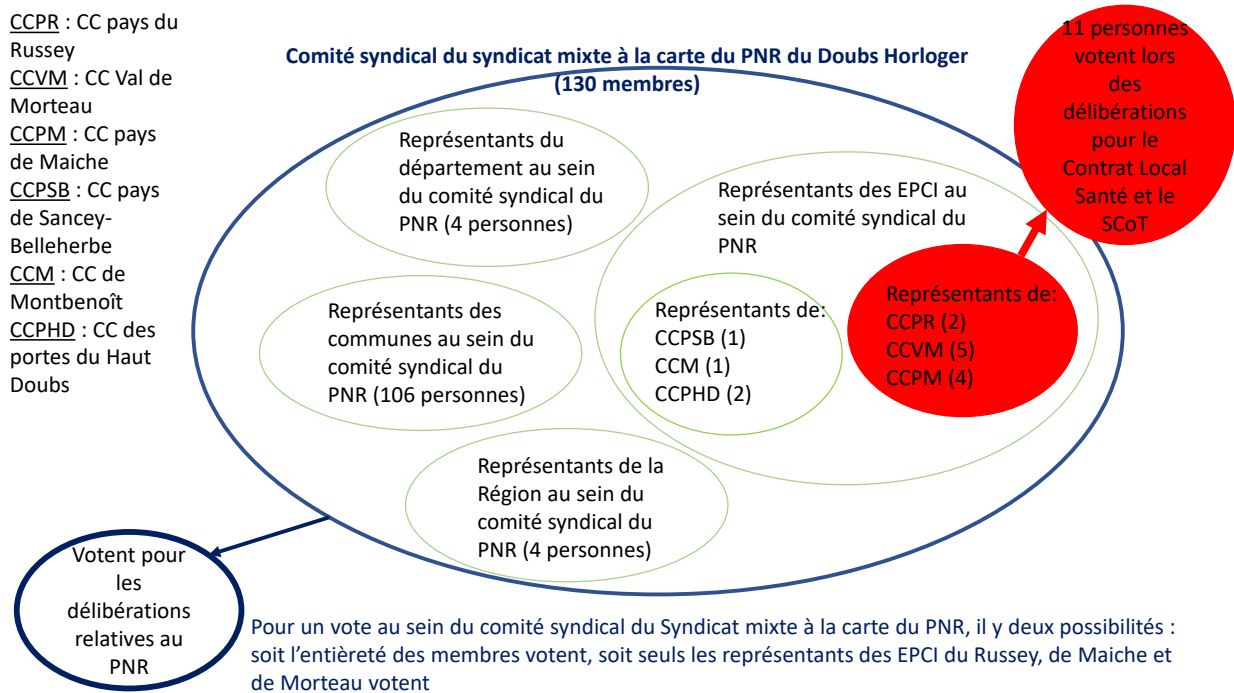 CCPR : CC pays du
Russey
CCVM : CC Val de
Morteau
CCPM : CC pays
de Maiche
CCPSB : CC pays
de Sancey-
Belleherbe
CCM : CC de
Montbenoît
CCPHD : CC des
portes du Haut
Doubs
Comité syndical du syndicat mixte à la carte du PNR du Doubs Horloger
(130 membres)
11 personnes
votent lors
des
délibérations
pour le
Contrat Local
Santé et le
SCoT
Représentants du
département au sein
du comité syndical du
PNR (4 personnes)
Représentants des EPCI au
sein du comité syndical du
PNR
Représentants des
communes au sein du
comité syndical du
PNR (106 personnes)
Représentants de:
CCPSB (1)
CCM (1)
CCPHD (2)
Représentants de:
CCPR (2)
CCVM (5)
CCPM (4)
Représentants de la
Région au sein du
comité syndical du
PNR (4 personnes)
Votent pour
les
délibérations
relatives au
PNR
Pour un vote au sein du comité syndical du Syndicat mixte à la carte du PNR, il y deux possibilités :
soit l’entièreté des membres votent, soit seuls les représentants des EPCI du Russey, de Maiche et
de Morteau votent